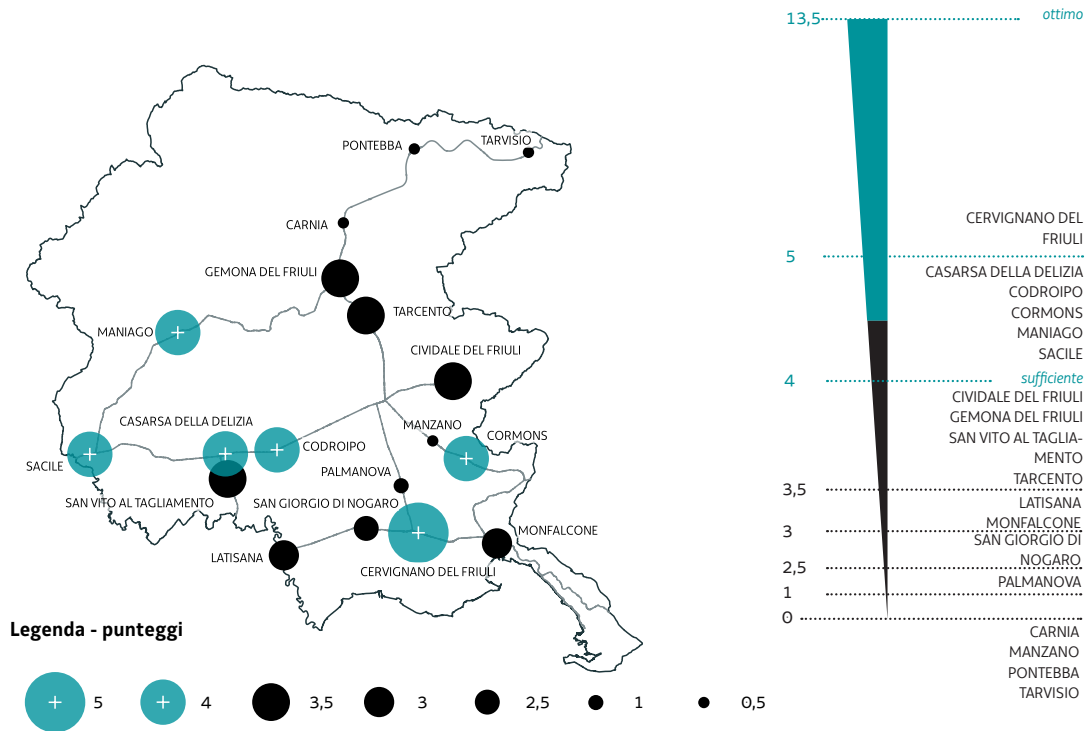 PONTEBBA
TARVISIO
CARNIA
GEMONA DEL FRIULI
TARCENTO
MANIAGO
CIVIDALE DEL FRIULI
CASARSA DELLA DELIZIA
MANZANO
CORMONS
CODROIPO
SACILE
PALMANOVA
SAN VITO AL TAGLIAMENTO
SAN GIORGIO DI NOGARO
MONFALCONE
LATISANA
CERVIGNANO DEL FRIULI
Legenda - punteggi
5
4
3,5
3
2,5
1
0,5
13,5
ottimo
CERVIGNANO DEL
FRIULI
5
CASARSA DELLA DELIZIA
CODROIPO
CORMONS
MANIAGO
SACILE
4
sufficiente
CIVIDALE DEL FRIULI
GEMONA DEL FRIULI
SAN VITO AL TAGLIA-
MENTO
TARCENTO
3,5
LATISANA
MONFALCONE
3
SAN GIORGIO DI
NOGARO
2,5
PALMANOVA
1
0
CARNIA
MANZANO
PONTEBBA
TARVISIO